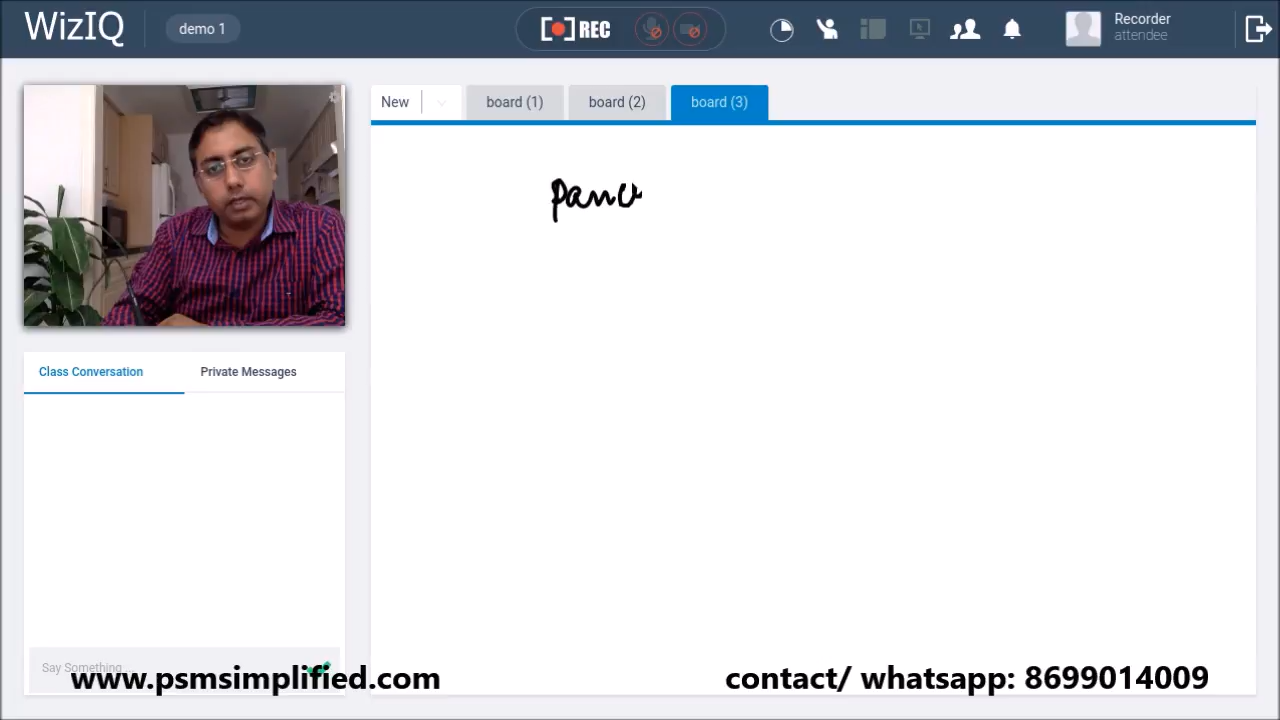 WizIQ
demo 1
REC
Recorder
attendee
New
board (1)
board (2)
board (3)
Class Conversation
Private Messages
Say Something...
www.psmsimplified.com
contact/ whatsapp: 8699014009